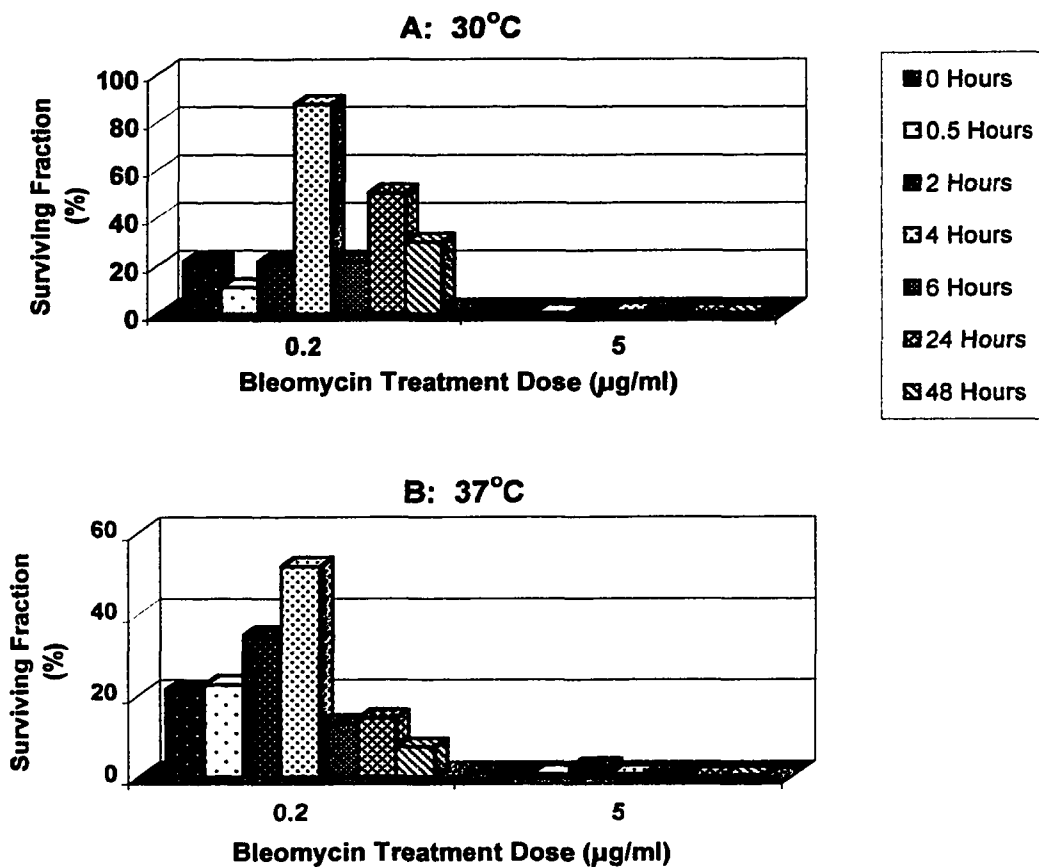 A: 30°C
100
80
60
40
20
0
Surviving Fraction
(%)
0.2
5
Bleomycin Treatment Dose (µg/ml)
0 Hours
0.5 Hours
2 Hours
4 Hours
6 Hours
24 Hours
48 Hours
B: 37°C
60
40
20
0
Surviving Fraction
(%)
0.2
5
Bleomycin Treatment Dose (µg/ml)